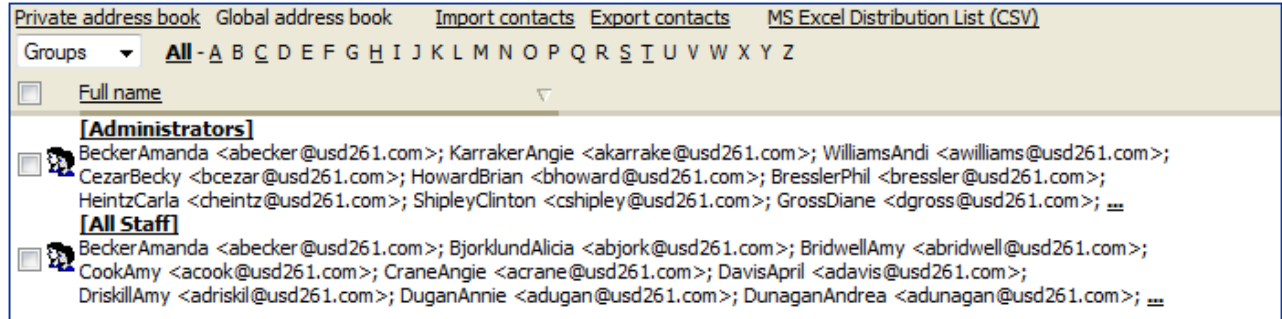 Private address book Global address book Import contacts Export contacts MS Excel Distribution List (CSV)
Groups All - A B C D E F G H I J K L M N O P Q R S T U V W X Y Z
Full name
[Administrators]
BeckerAmanda <abecker@usd261.com>; KarrakerAngie <akarrake@usd261.com>; WilliamsAndi <awilliams@usd261.com>;
CezarBecky <bcezar@usd261.com>; HowardBrian <bhoward@usd261.com>; BresslerPhil <bressler@usd261.com>;
HeintzCarla <cheintz@usd261.com>; ShipleyClinton <cshipley@usd261.com>; GrossDiane <dgross@usd261.com>; ...
[All Staff]
BeckerAmanda <abecker@usd261.com>; BjorklundAlicia <abjork@usd261.com>; BridwellAmy <abridwell@usd261.com>;
CookAmy <acook@usd261.com>; CraneAngie <acrane@usd261.com>; DavisApril <adavis@usd261.com>;
DriskillAmy <adriskil@usd261.com>; DuganAnnie <adugan@usd261.com>; DunaganAndrea <adunagan@usd261.com>; ...